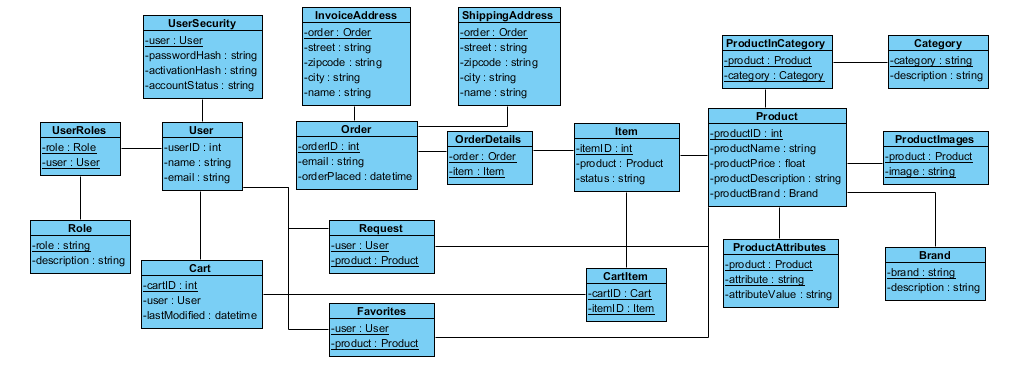 UserSecurity
-user : User
-passwordHash : string
-activationHash : string
-accountStatus : string
InvoiceAddress
-order : Order
-street : string
-zipcode : string
-city : string
-name : string
ShippingAddress
-order : Order
-street : string
-zipcode : string
-city : string
-name : string
ProductInCategory
-product : Product
-category : Category
Category
-category : string
-description : string
UserRoles
-role : Role
-user : User
User
-userID : int
-name : string
-email : string
Order
-orderID : int
-email : string
-orderPlaced : datetime
OrderDetails
-order : Order
-item : Item
Item
-itemID : int
-product : Product
-status : string
Product
-productID : int
-productName : string
-productPrice : float
-productDescription : string
-productBrand : Brand
ProductImages
-product : Product
-image : string
Role
-role : string
-description : string
Request
-user : User
-product : Product
Cart
-cartID : int
-user : User
-lastModified : datetime
CartItem
-cartID : Cart
-itemID : Item
ProductAttributes
-product : Product
-attribute : string
-attributeValue : string
Brand
-brand : string
-description : string
Favorites
-user : User
-product : Product